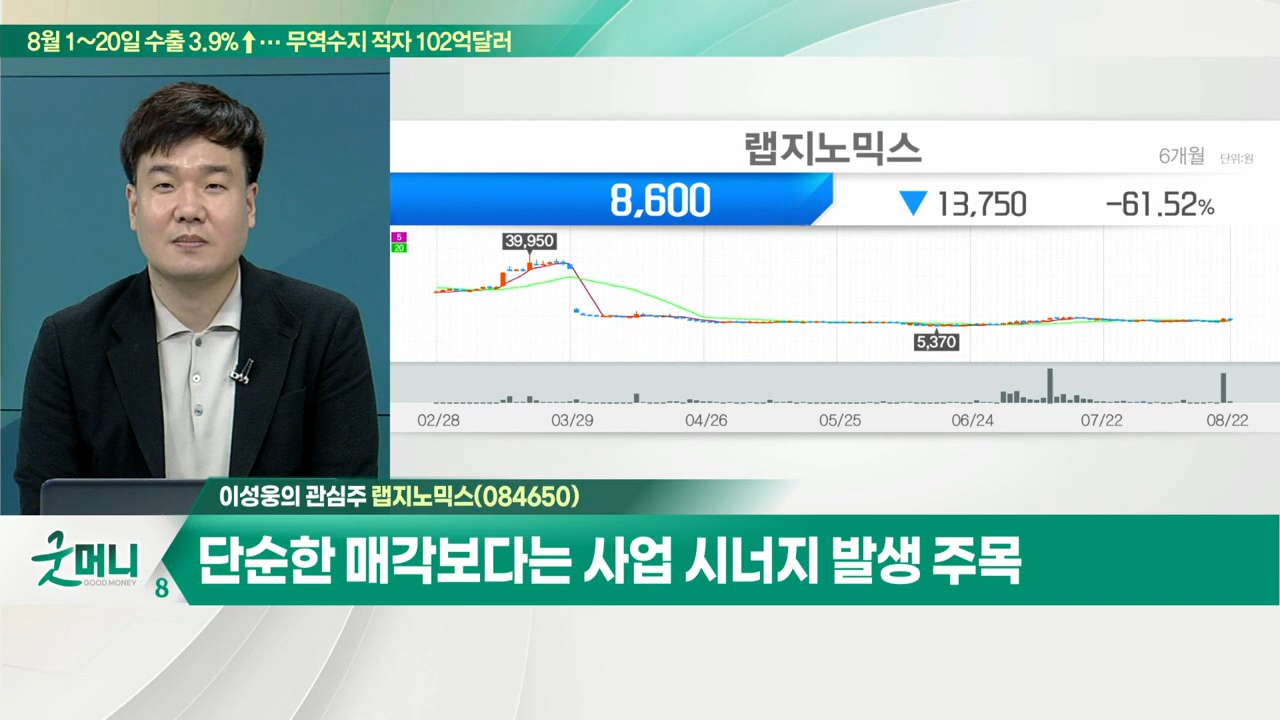 8월 1~20일 수출 3.9%⬆… 무역수지 적자 102억달러
랩지노믹스
6개월 단위:원
8,600 ▼ 13,750 -61.52%
5
20
39,950
5,370
02/28 03/29 04/26 05/25 06/24 07/22 08/22
이성웅의 관심주 랩지노믹스(084650)
굿머니
GOOD MONEY
8
단순한 매각보다는 사업 시너지 발생 주목